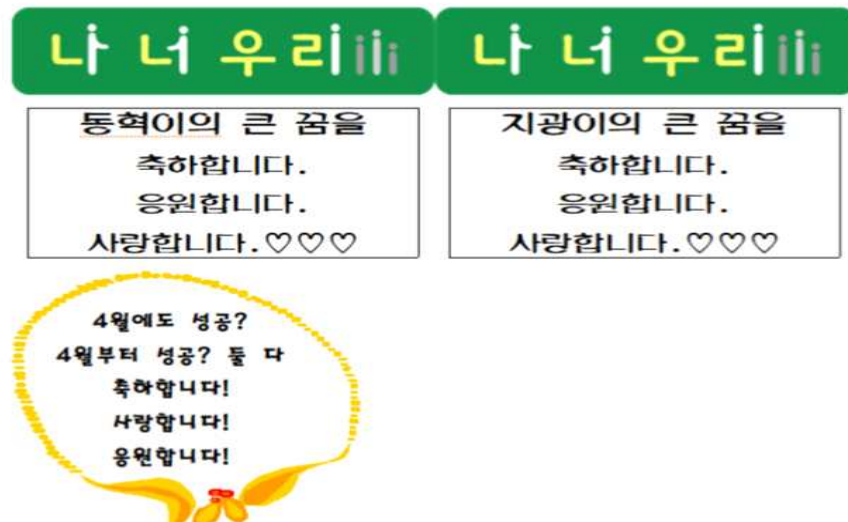 나 너 우리
나 너 우리
동혁이의 큰 꿈을
축하합니다.
응원합니다.
사랑합니다.♡♡♡
지광이의 큰 꿈을
축하합니다.
응원합니다.
사랑합니다.♡♡♡
4월에도 성공?
4월부터 성공? 둘 다
축하합니다!
사랑합니다!
응원합니다!